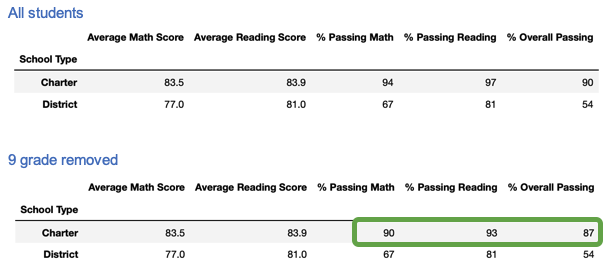 All students
Average Math Score Average Reading Score % Passing Math % Passing Reading % Overall Passing
School Type
Charter 83.5 83.9 94 97 90
District 77.0 81.0 67 81 54
9 grade removed
Average Math Score Average Reading Score % Passing Math % Passing Reading % Overall Passing
School Type
Charter 83.5 83.9 90 93 87
District 77.0 81.0 67 81 54